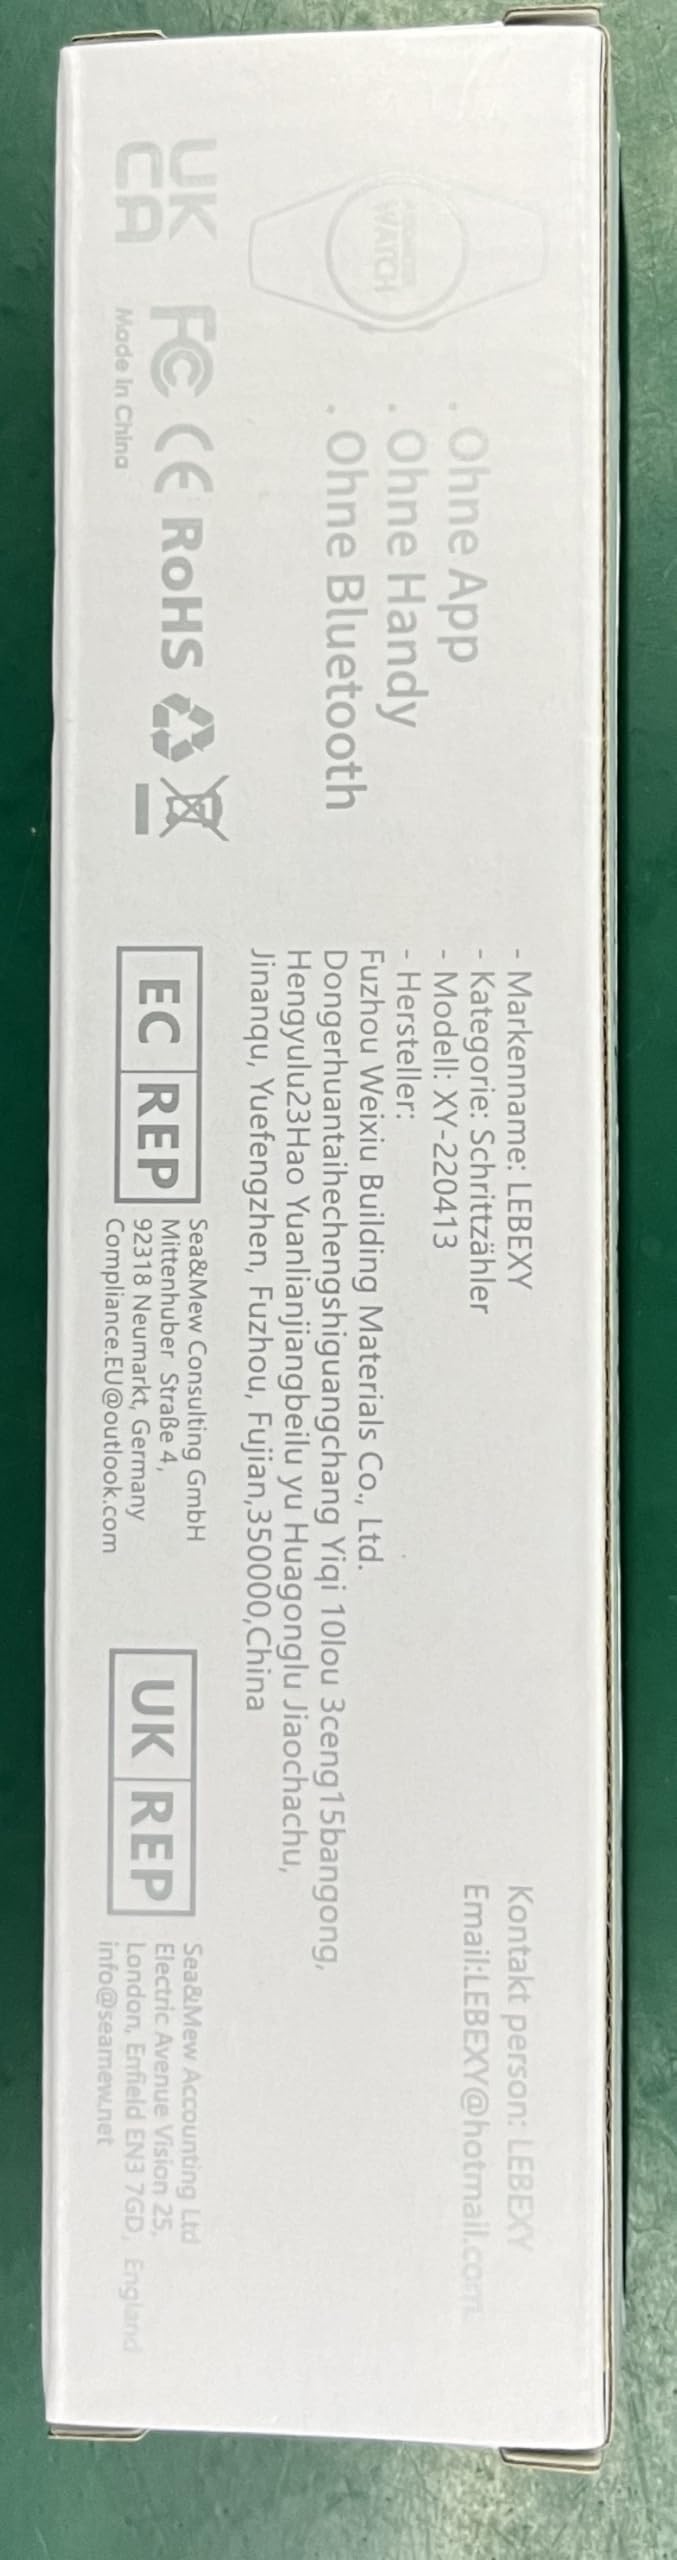 WATCH
. Ohne App
. Ohne Handy
. Ohne Bluetooth
- Markenname: LEBEXY
- Kategorie: Schrittzähler
- Modell: XY-220413
- Hersteller:
Fuzhou Weixiu Building Materials Co., Ltd.
Dongerhuantaihechengshiguangchang Yiqi 10lou 3ceng15bangong,
Hengyulu23Hao Yuanlianjiangbeilu yu Huagonglu Jiaochachu,
Jinanqu, Yuefengzhen, Fuzhou, Fujian,350000,China
Kontakt person: LEBEXY
Email:LEBEXY@hotmail.com
UK
CA
FC CE RoHS
Made in China
EC REP
Sea&Mew Consulting GmbH
Mittenhuber Straße 4,
92318 Neumarkt, Germany
Compliance.EU@outlook.com
UK REP
Sea&Mew Accounting Ltd
Electric Avenue Vision 25,
London, Enfield EN3 7GD, England
info@seamew.net